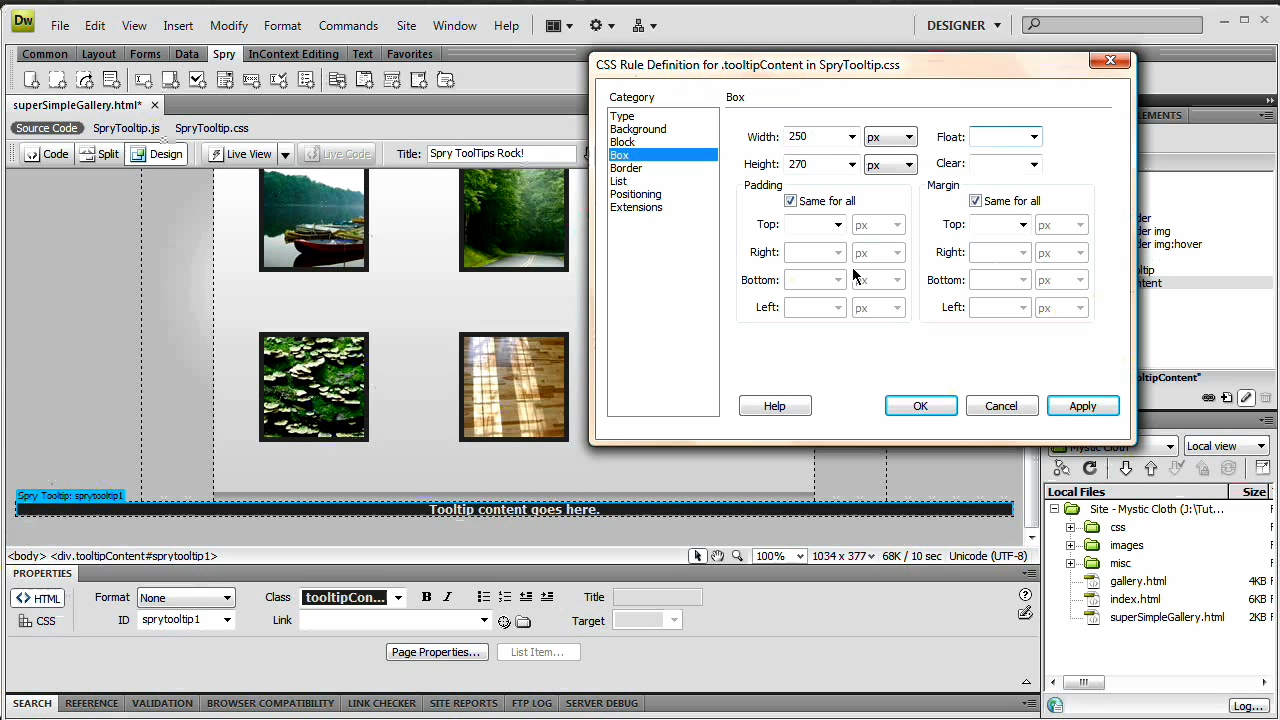 Dw File Edit View Insert Modify Format Commands Site Window Help DESIGNER
Common Layout Forms Data Spry InContext Editing Text Favorites
superSimpleGallery.html*
Source Code SpryTooltip.js SpryTooltip.css
Code Split Design Live View Live Code Title: Spry ToolTips Rock!
CSS Rule Definition for .tooltipContent in SpryTooltip.css
Category
Type
Background
Block
Box
Border
List
Positioning
Extensions
Box
Width: 250 px Float:
Height: 270 px Clear:
Padding Margin
Same for all Same for all
Top: px Top: px
Right: px Right: px
Bottom: px Bottom: px
Left: px Left: px
Help OK Cancel Apply
LEMENTS
der
der img
der img:hover
ltip
ntent
ltipContent"
Mystic Cloth Local view
Local Files Size
Site - Mystic Cloth (J:\Tut...
css
images
misc
gallery.html 4KB
index.html 6KB
superSimpleGallery.html 2KB
Log...
Spry Tooltip: sprytooltip1
Tooltip content goes here.
<body> <div.tooltipContent#sprytooltip1> 100% 1034 x 377 68K / 10 sec Unicode (UTF-8)
PROPERTIES
HTML Format None Class tooltipCon... B I Title
CSS ID sprytooltip1 Link Target
Page Properties... List Item...
SEARCH REFERENCE VALIDATION BROWSER COMPATIBILITY LINK CHECKER SITE REPORTS FTP LOG SERVER DEBUG